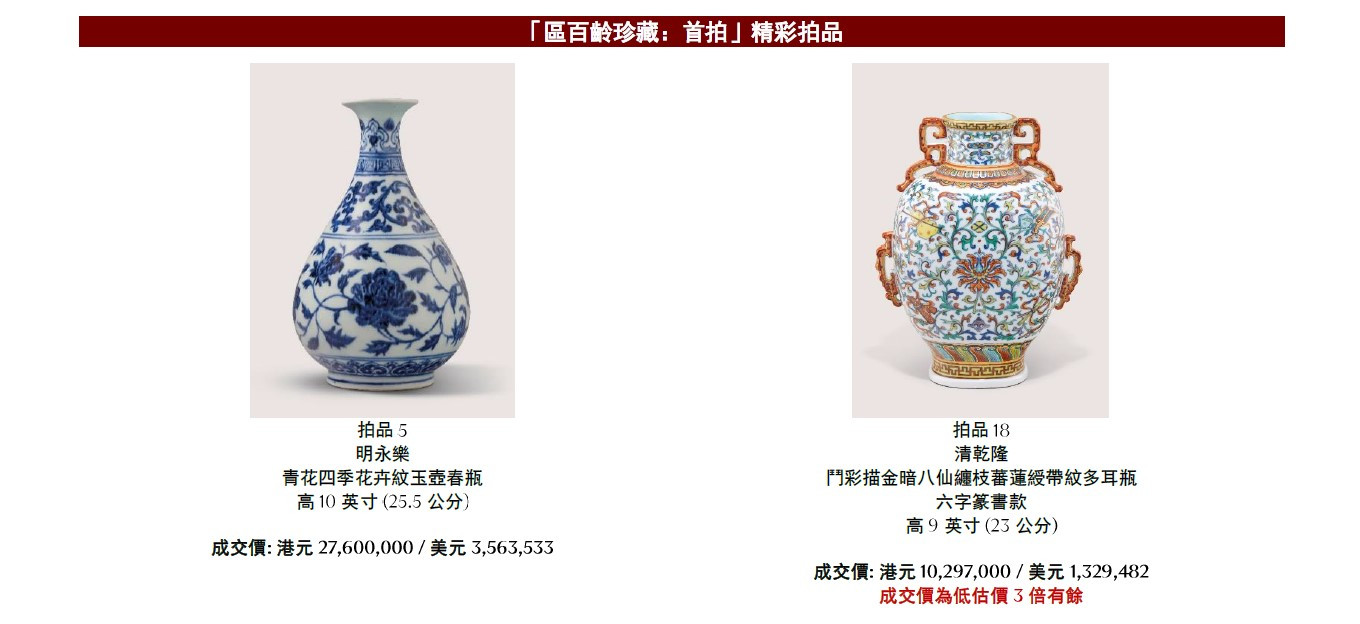 「區百齡珍藏：首拍」精彩拍品
拍品 5
明永樂
青花四季花卉紋玉壺春瓶
高 10 英寸 (25.5 公分)
成交價: 港元 27,600,000 / 美元 3,563,533
拍品 18
清乾隆
鬥彩描金暗八仙纏枝蕃蓮綬帶紋多耳瓶
六字篆書款
高 9 英寸 (23 公分)
成交價: 港元 10,297,000 / 美元 1,329,482
成交價為低估價 3 倍有餘